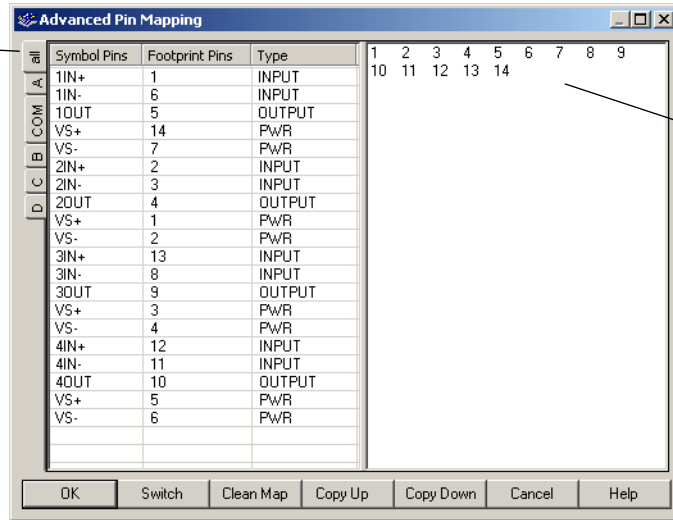 Advanced Pin Mapping
all
A
COM
B
C
D
Symbol Pins Footprint Pins Type
1IN+ 1 INPUT
1IN- 6 INPUT
1OUT 5 OUTPUT
VS+ 14 PWR
VS- 7 PWR
2IN+ 2 INPUT
2IN- 3 INPUT
2OUT 4 OUTPUT
VS+ 1 PWR
VS- 2 PWR
3IN+ 13 INPUT
3IN- 8 INPUT
3OUT 9 OUTPUT
VS+ 3 PWR
VS- 4 PWR
4IN+ 12 INPUT
4IN- 11 INPUT
4OUT 10 OUTPUT
VS+ 5 PWR
VS- 6 PWR
1 2 3 4 5 6 7 8 9
10 11 12 13 14
OK Switch Clean Map Copy Up Copy Down Cancel Help